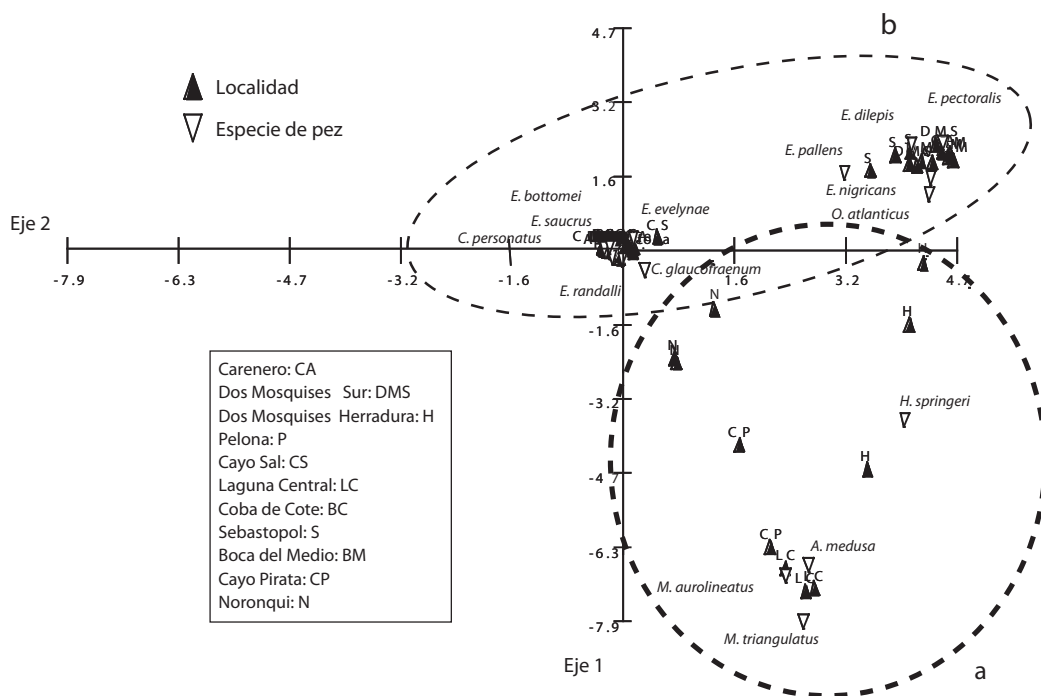 4.7
b
Localidad
Especie de pez
3.2
E. pectoralis
E. dilepis
D M S
E. pallens
S
S
S
1.6
E. nigricans
E. bottomei
E. evelynae
O. atlanticus
Eje 2
E. saucrus
C S
C. personatus
C. glaucofraenum
-7.9
-6.3
-4.7
-3.2
-1.6
1.6
3.2
E. randalli
N
H
-1.6
N
N
Carenero: CA
Dos Mosquises Sur: DMS
Dos Mosquises Herradura: H
Pelona: P
Cayo Sal: CS
Laguna Central: LC
Coba de Cote: BC
Sebastopol: S
Boca del Medio: BM
Cayo Pirata: CP
Noronqui: N
-3.2
H. springeri
C P
H
-4.7
C P
-6.3
A. medusa
L C
M. aurolineatus
-7.9
M. triangulatus
Eje 1
a